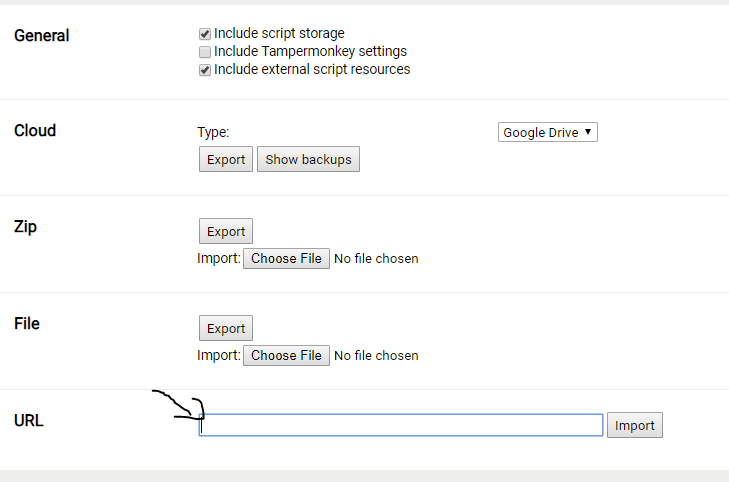 General
Include script storage
Include Tampermonkey settings
Include external script resources
Cloud
Type:
Google Drive
Export
Show backups
Zip
Export
Import: Choose File No file chosen
File
Export
Import: Choose File No file chosen
URL
Import